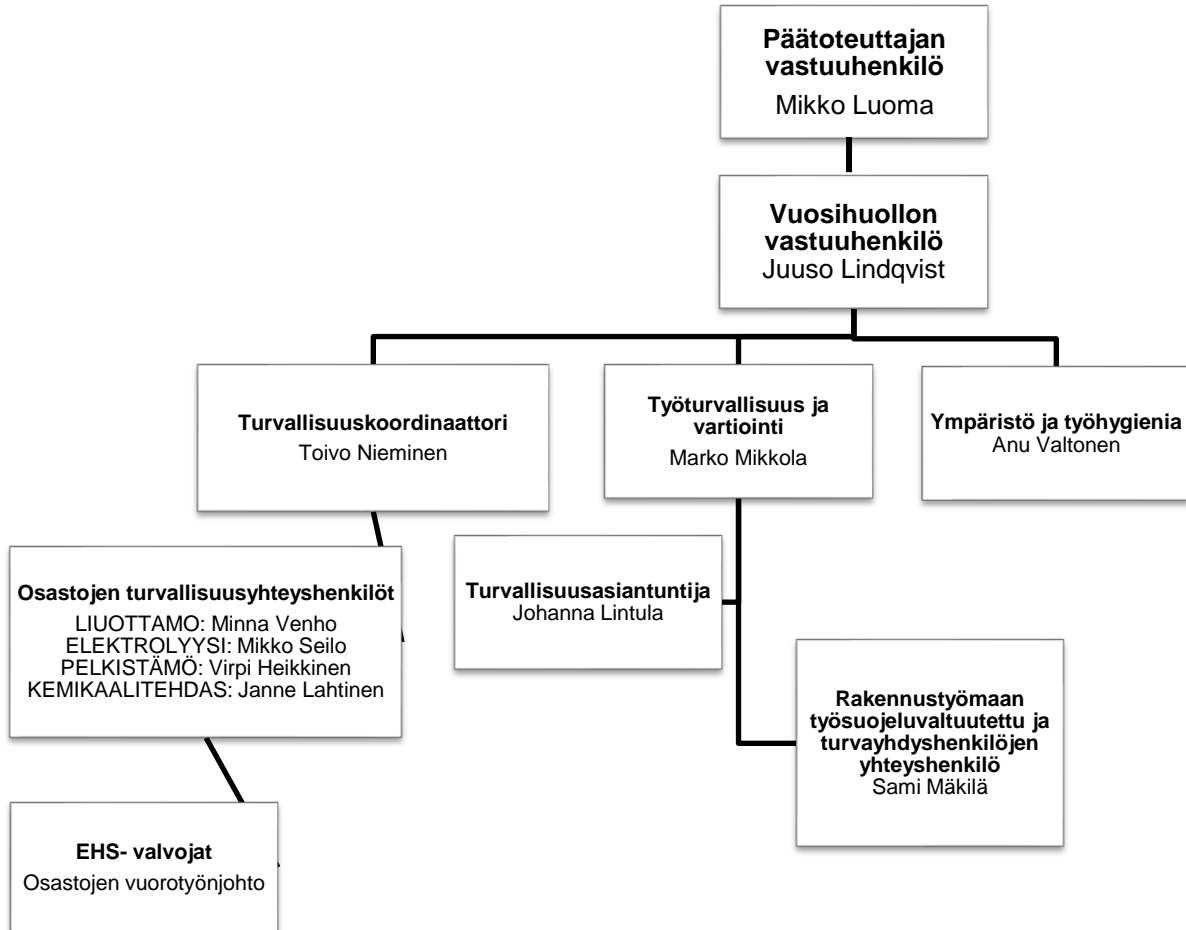 Päätoteuttajan
vastuuhenkilö
Mikko Luoma
Vuosihuollon
vastuuhenkilö
Juuso Lindqvist
Turvallisuuskoordinaattori
Toivo Nieminen
Työturvallisuus ja
vartiointi
Marko Mikkola
Ympäristö ja työhygienia
Anu Valtonen
Osastojen turvallisuusyhteyshenkilöt
LIUOTTAMO: Minna Venho
ELEKTROLYYSI: Mikko Seilo
PELKISTÄMÖ: Virpi Heikkinen
KEMIKAALITEHDAS: Janne Lahtinen
Turvallisuusasiantuntija
Johanna Lintula
Rakennustyömaan
työsuojeluvaltuutettu ja
turvayhdyshenkilöjen
yhteyshenkilö
Sami Mäkilä
EHS- valvojat
Osastojen vuorotyönjohto